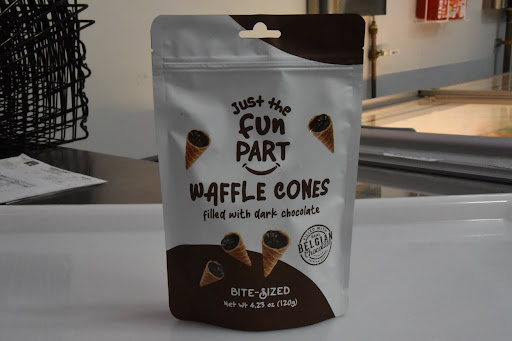 Just the
fun
PART
WAFFLE CONES
filled with dark chocolate
BELGIAN
Chocolate
BITE-SIZED
Net Wt 4.23 oz (120g)